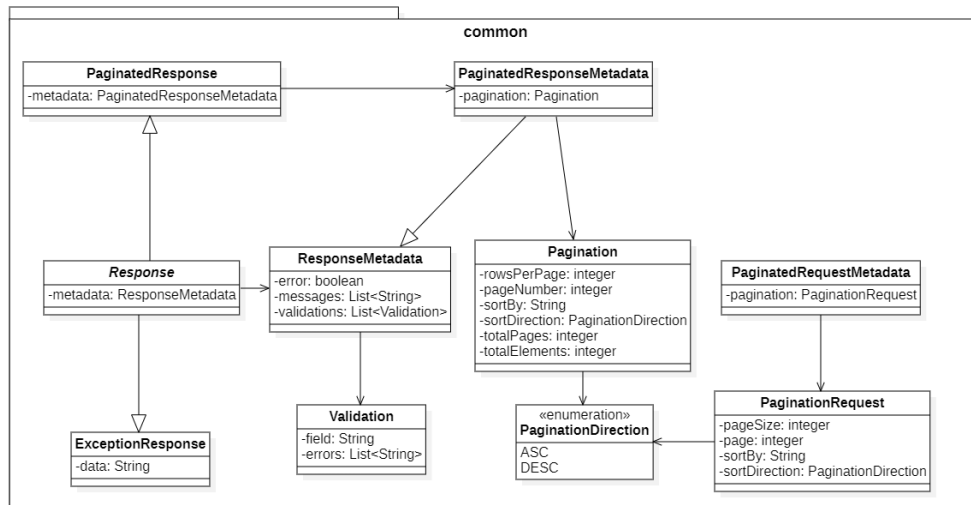 common
PaginatedResponse
-metadata: PaginatedResponseMetadata
PaginatedResponseMetadata
-pagination: Pagination
Response
-metadata: ResponseMetadata
ResponseMetadata
-error: boolean
-messages: List<String>
-validations: List<Validation>
Pagination
-rowsPerPage: integer
-pageNumber: integer
-sortBy: String
-sortDirection: PaginationDirection
-totalPages: integer
-totalElements: integer
PaginatedRequestMetadata
-pagination: PaginationRequest
ExceptionResponse
-data: String
Validation
-field: String
-errors: List<String>
«enumeration»
PaginationDirection
ASC
DESC
PaginationRequest
-pageSize: integer
-page: integer
-sortBy: String
-sortDirection: PaginationDirection